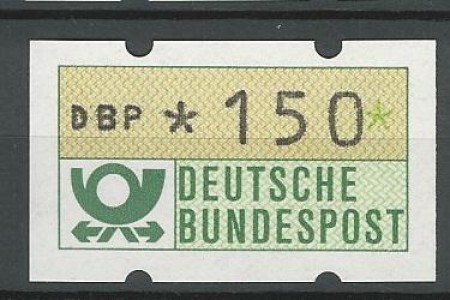 DBP * 150*
DEUTSCHE
BUNDESPOST